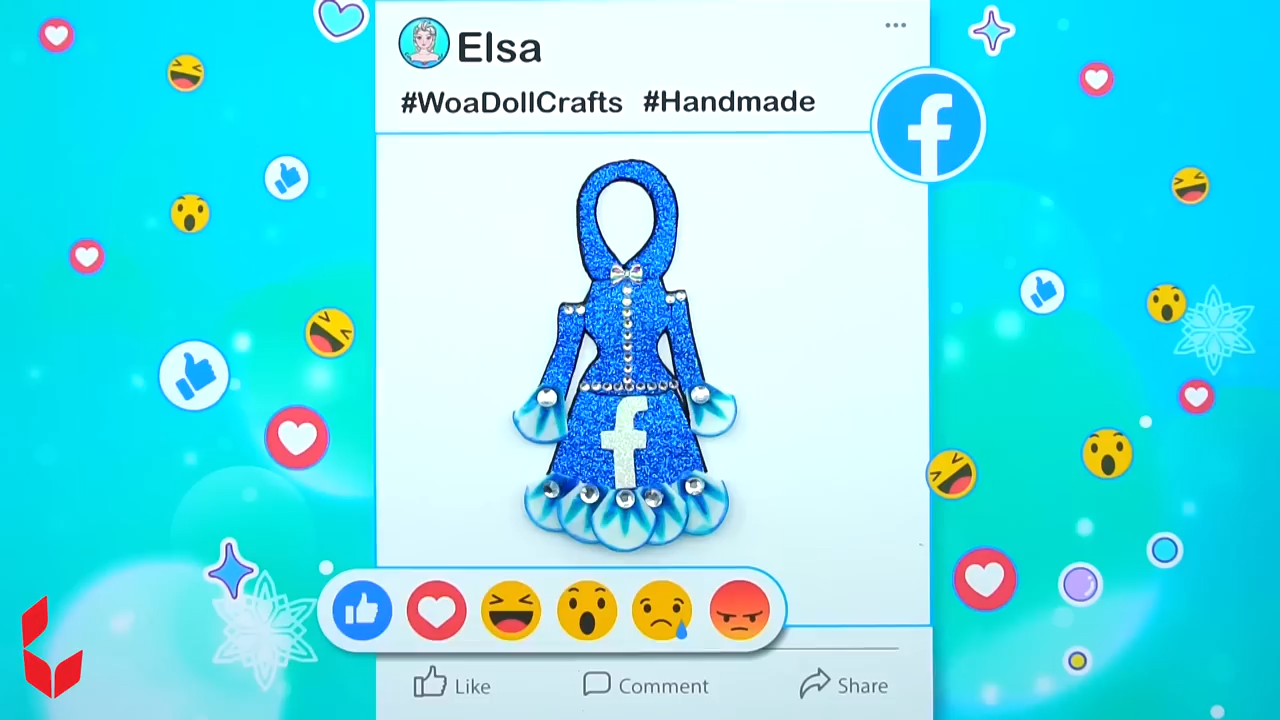 Elsa
#WoaDollCrafts #Handmade
f
f
Like
Comment
Share